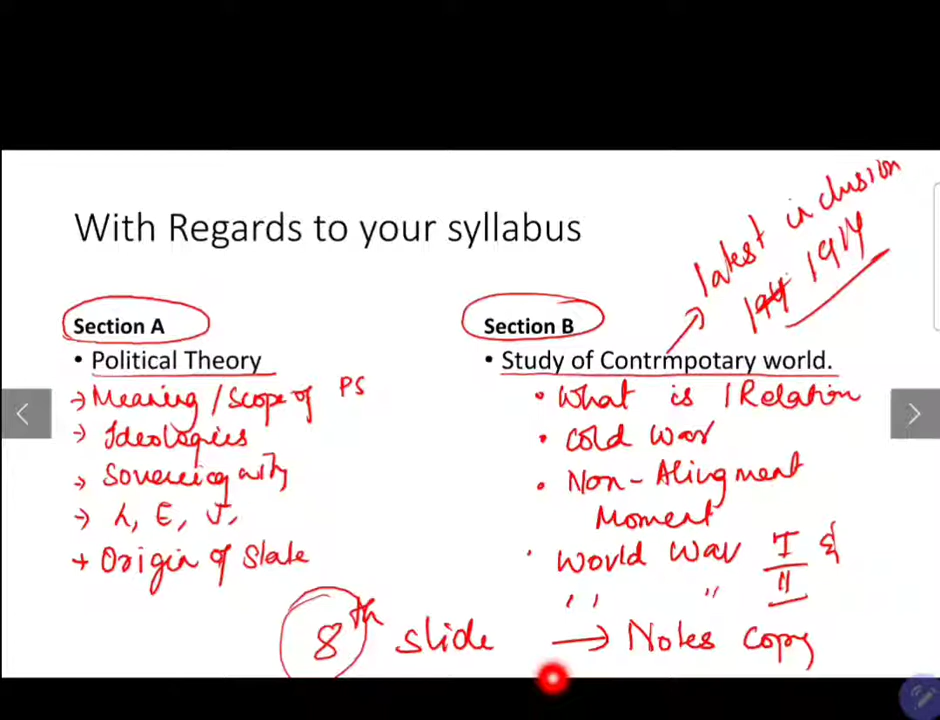 With Regards to your syllabus
latest inclusion
1914
Section A
• Political Theory
→ Meaning / Scope of PS
→ Ideologies
→ Sovereignity
→ L, E, J,
→ Origin of State
Section B
• Study of Contrmpotary world.
• What is I Relation
• Cold war
• Non-Alingment
Moment
• World War I &
" " II
8th slide → Notes copy